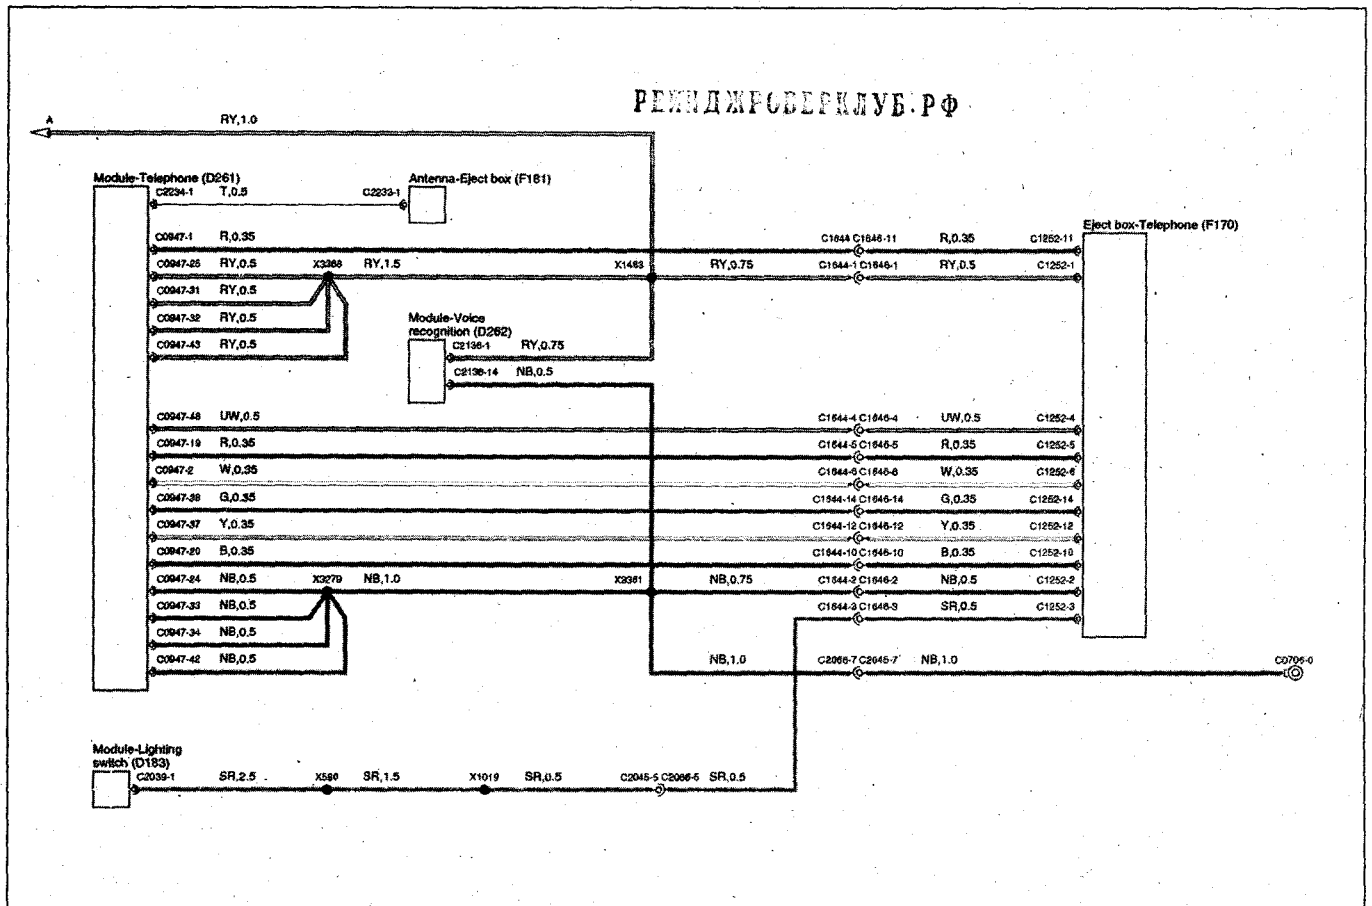 РЕЙНДЖРОВЕРКЛУБ.РФ
A RY,1.0
Module-Telephone (D261)
C2234-1 T,0.5 C2233-1
Antenna-Eject box (F181)
Eject box-Telephone (F170)
C0947-1 R,0.35 C1644 C1646-11 R,0.35 C1252-11
C0947-25 RY,0.5 X3368 RY,1.5 X1463 RY,0.75 C1644-1 C1646-1 RY,0.5 C1252-1
C0947-31 RY,0.5
C0947-32 RY,0.5
C0947-43 RY,0.5
Module-Voice
recognition (D262)
C2136-1 RY,0.75
C2136-14 NB,0.5
C0947-48 UW,0.5 C1644-4 C1646-4 UW,0.5 C1252-4
C0947-19 R,0.35 C1644-5 C1646-5 R,0.35 C1252-5
C0947-2 W,0.35 C1644-6 C1646-6 W,0.35 C1252-6
C0947-38 G,0.35 C1644-14 C1646-14 G,0.35 C1252-14
C0947-37 Y,0.35 C1644-12 C1646-12 Y,0.35 C1252-12
C0947-20 B,0.35 C1644-10 C1646-10 B,0.35 C1252-10
C0947-24 NB,0.5 X3279 NB,1.0 X3361 NB,0.75 C1644-2 C1646-2 NB,0.5 C1252-2
C0947-33 NB,0.5 C1644-3 C1646-3 SR,0.5 C1252-3
C0947-34 NB,0.5
C0947-42 NB,0.5 NB,1.0 C2066-7 C2045-7 NB,1.0 C0706-0
Module-Lighting
switch (D183)
C2039-1 SR,2.5 X580 SR,1.5 X1019 SR,0.5 C2045-5 C2066-5 SR,0.5